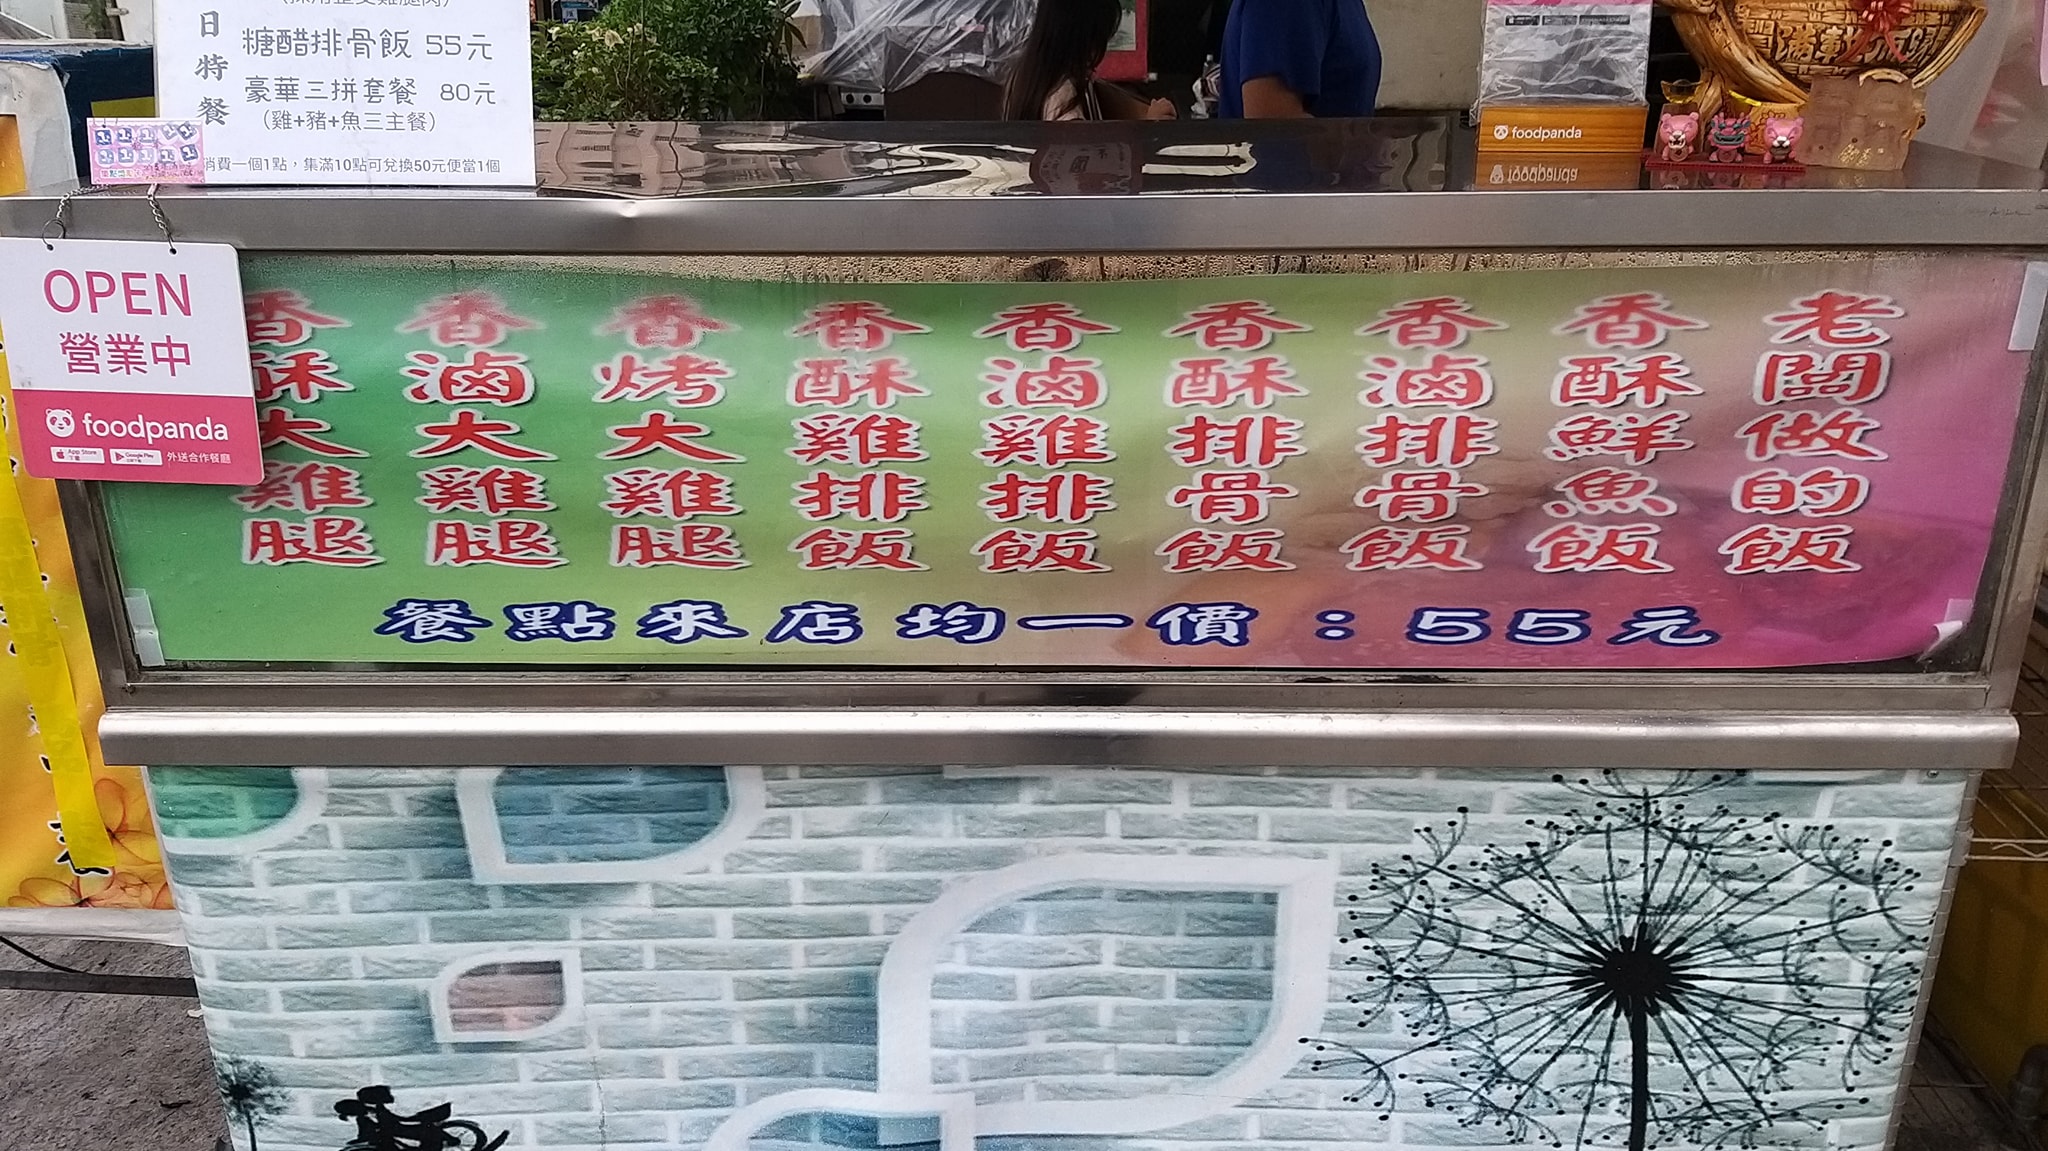 日特餐
糖醋排骨飯 55元
豪華三拼套餐 80元
(雞+豬+魚三主餐)
消費一個1點，集滿10點可兌換50元便當1個
foodpanda
OPEN
營業中
foodpanda
App Store
Google Play
外送合作餐廳
老闆做的飯
香酥鮮魚飯
香滷排骨飯
香酥排骨飯
香滷雞排飯
香酥雞排飯
香烤大雞腿
香滷大雞腿
香酥大雞腿
餐點來店均一價：55元